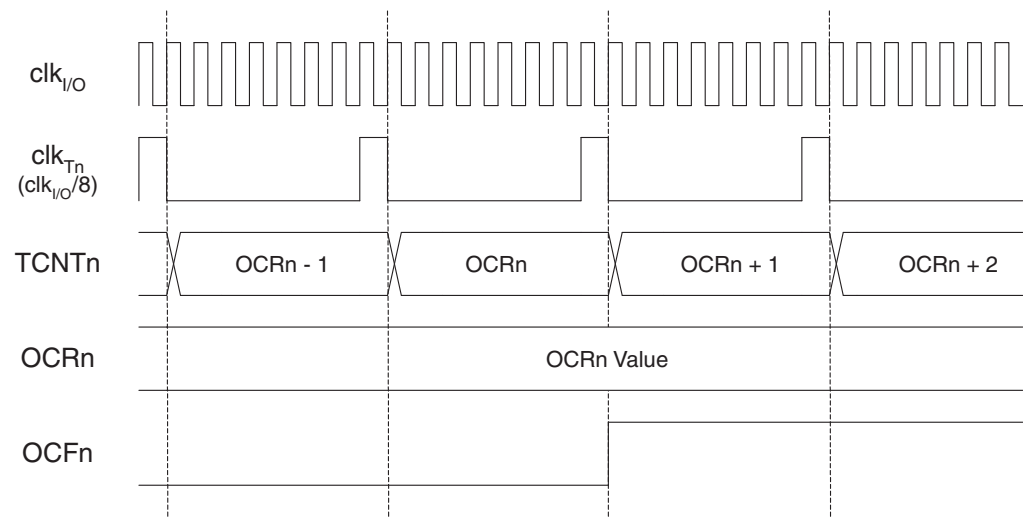 clkI/O
clkTn
(clkI/O/8)
TCNTn
OCRn - 1
OCRn
OCRn + 1
OCRn + 2
OCRn
OCRn Value
OCFn